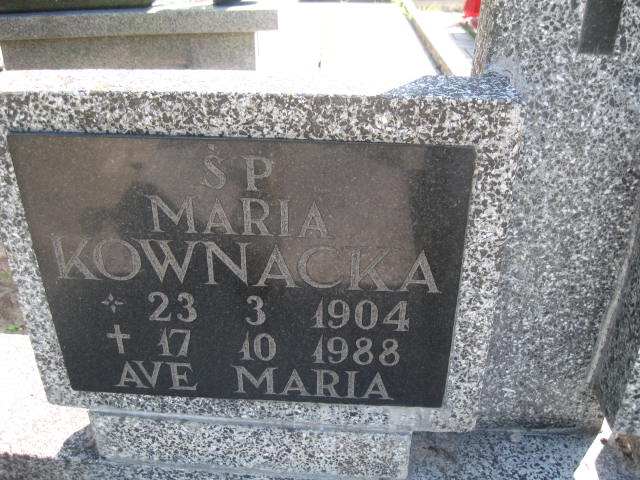 ŚP
MARIA
KOWNACKA
23 3 1904
† 17 10 1988
AVE MARIA